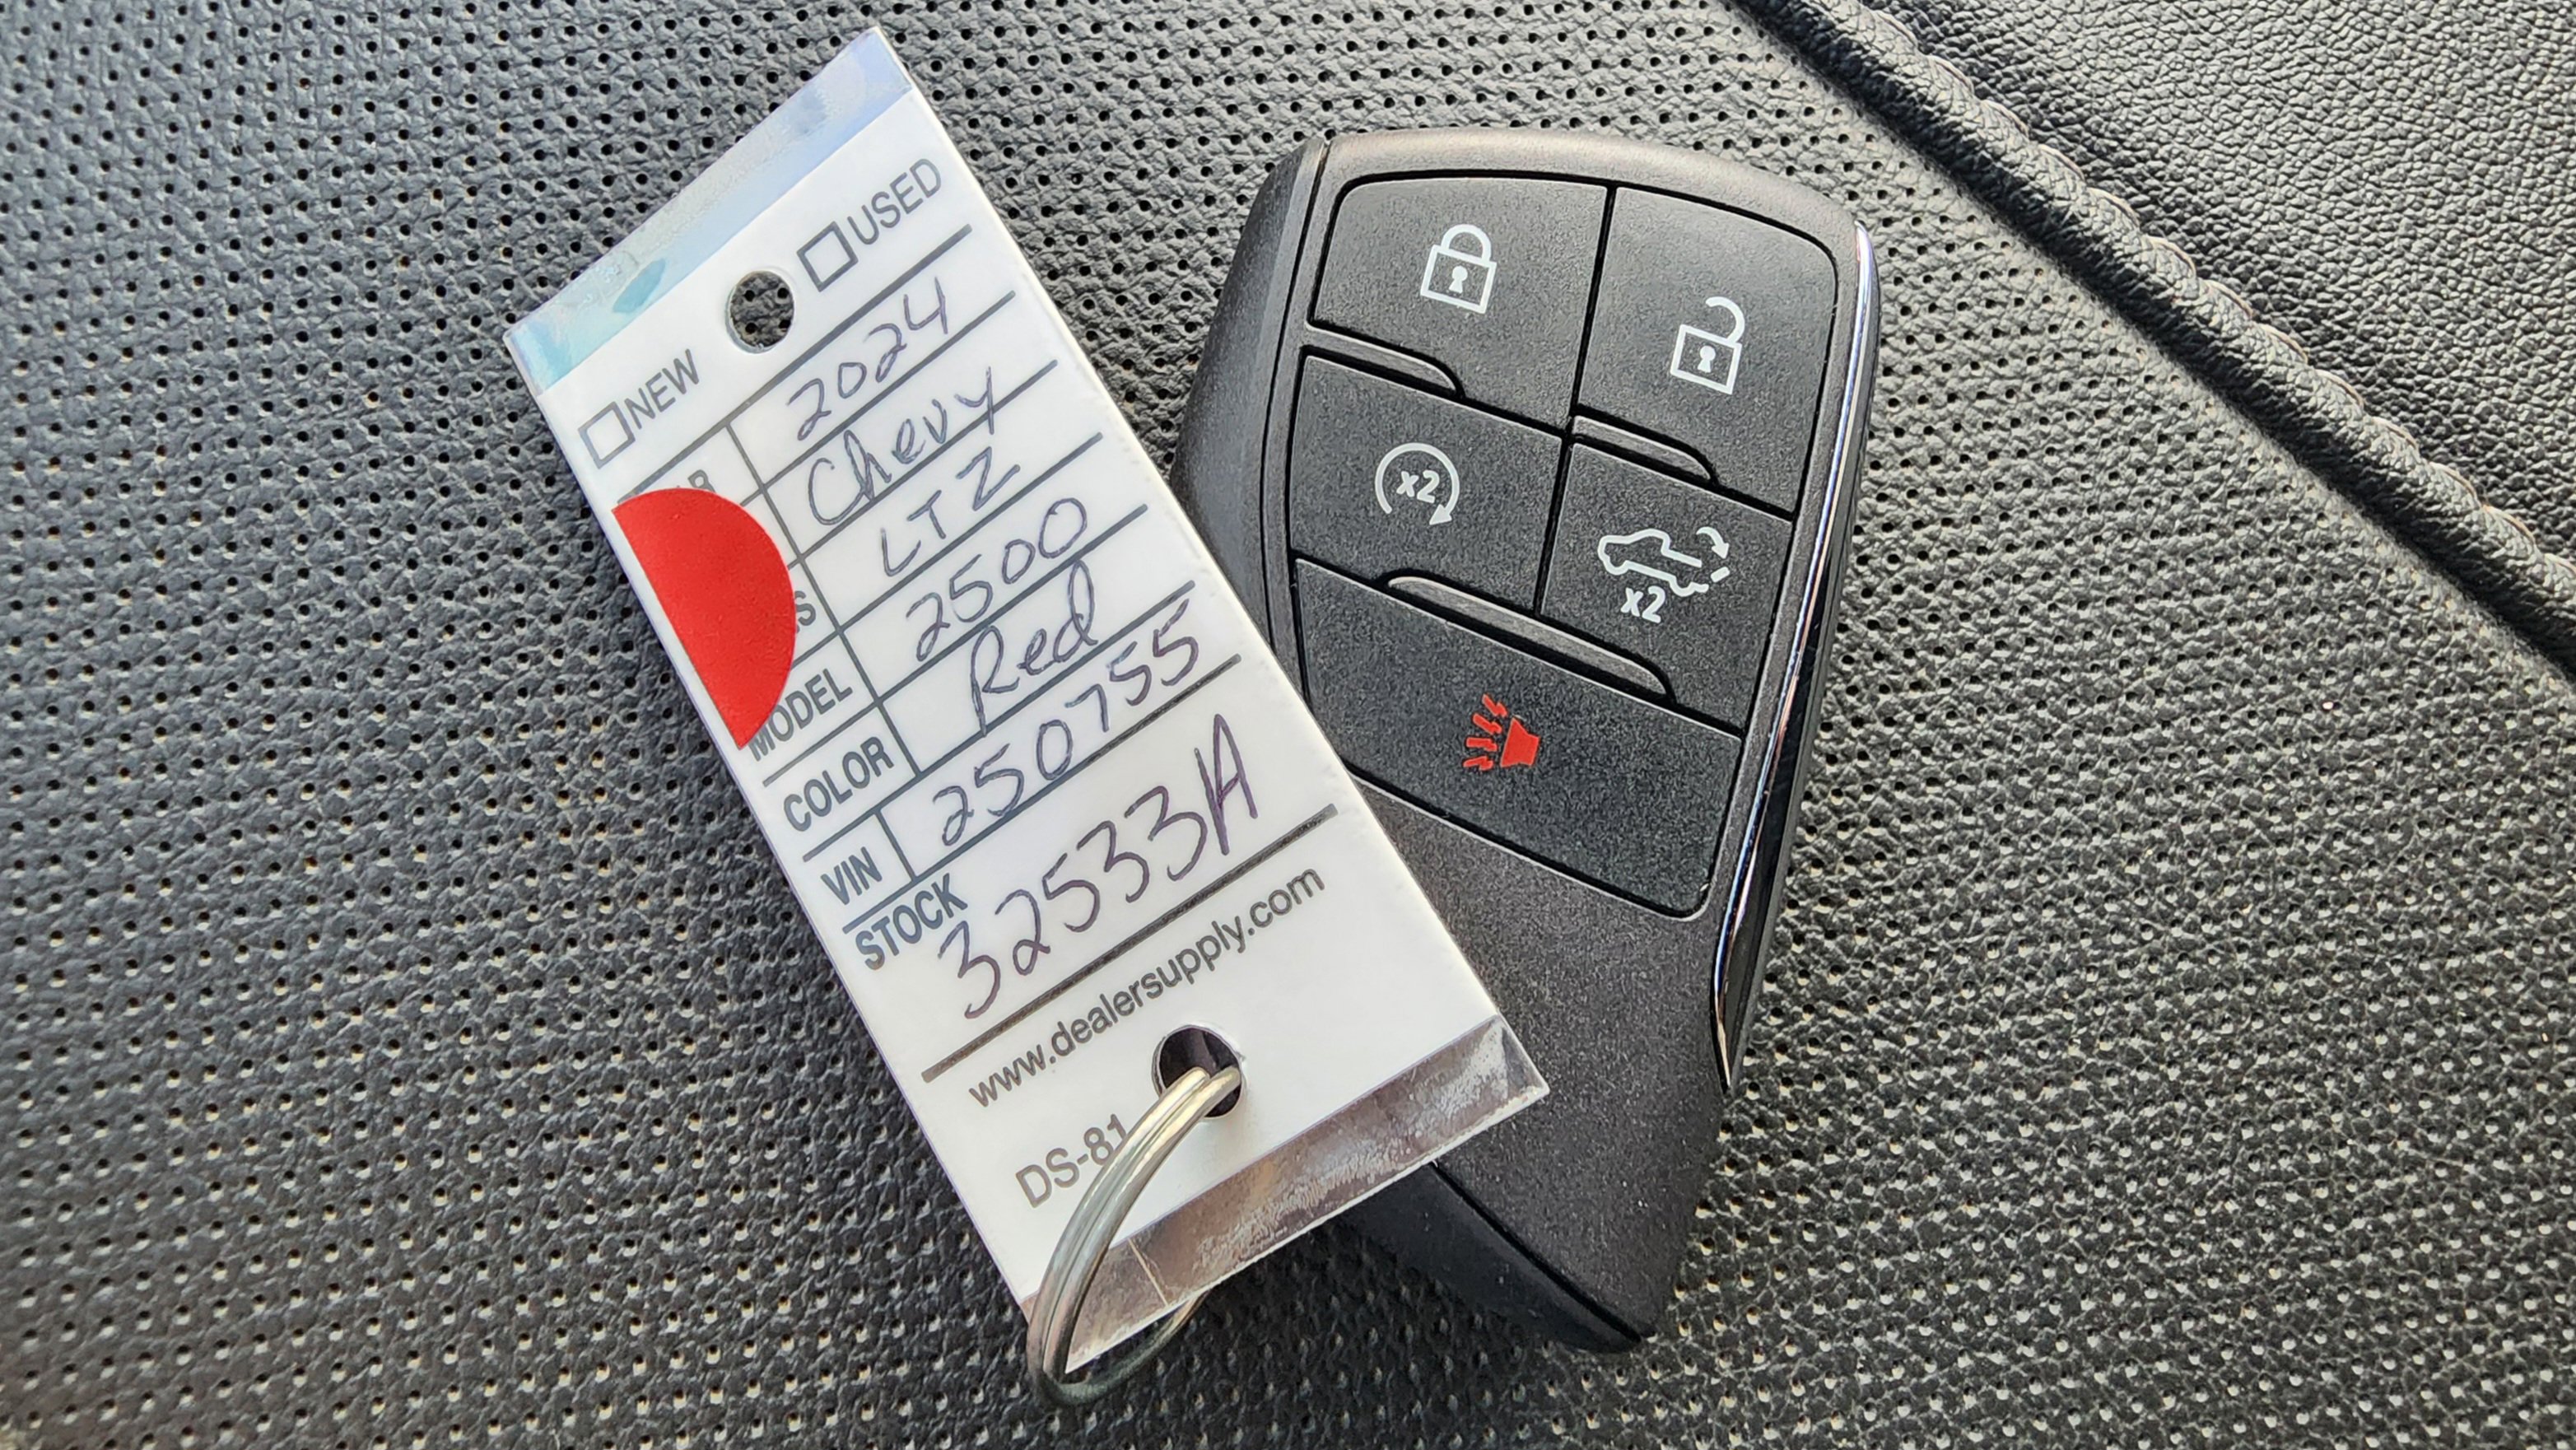 ☐ NEW ☐ USED
2024
Chevy
LTZ
MODEL 2500
COLOR Red
VIN 250755
STOCK
32533A
www.dealersupply.com
DS-81
x2
x2